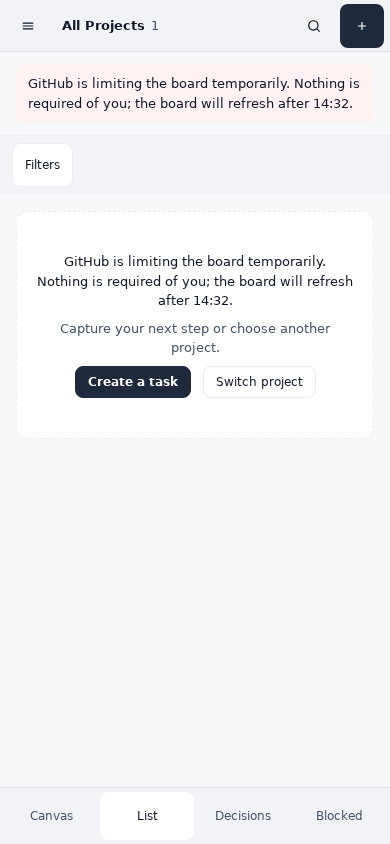 All Projects 1
GitHub is limiting the board temporarily. Nothing is
required of you; the board will refresh after 14:32.
Filters
GitHub is limiting the board temporarily.
Nothing is required of you; the board will refresh
after 14:32.
Capture your next step or choose another
project.
Create a task
Switch project
Canvas
List
Decisions
Blocked